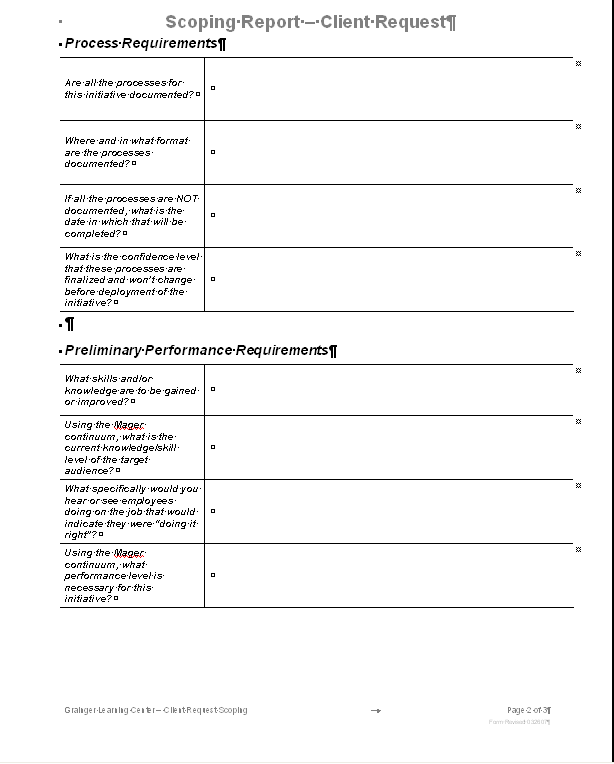 Scoping Report – Client Request¶
Process Requirements¶
Are all the processes for
this initiative documented?
Where and in what format
are the processes
documented?
If all the processes are NOT
documented, what is the
date in which that will be
completed?
What is the confidence level
that these processes are
finalized and won't change
before deployment of the
initiative?
¶
Preliminary Performance Requirements¶
What skills and/or
knowledge are to be gained
or improved?
Using the Mager
continuum, what is the
current knowledge/skill
level of the target
audience?
What specifically would you
hear or see employees
doing on the job that would
indicate they were "doing it
right"?
Using the Mager
continuum, what
performance level is
necessary for this
initiative?
Grainger Learning Center – Client Request Scoping → Page 2 of 3¶
Form Revised